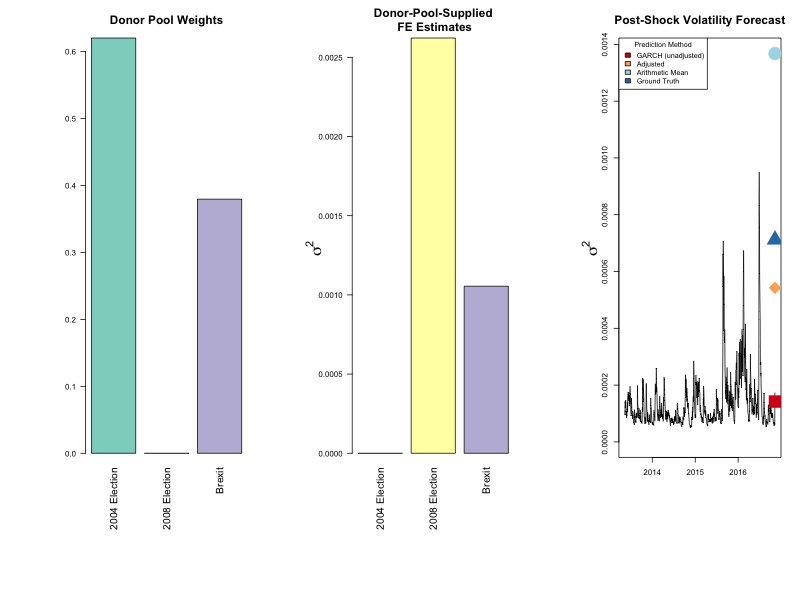 Donor Pool Weights
0.6
0.5
0.4
0.3
0.2
0.1
0.0
2004 Election
2008 Election
Brexit
Donor-Pool-Supplied
FE Estimates
σ²
0.0025
0.0020
0.0015
0.0010
0.0005
0.0000
2004 Election
2008 Election
Brexit
Post-Shock Volatility Forecast
σ²
0.0014
0.0012
0.0010
0.0008
0.0006
0.0004
0.0002
0.0000
Prediction Method
GARCH (unadjusted)
Adjusted
Arithmetic Mean
Ground Truth
2014
2015
2016